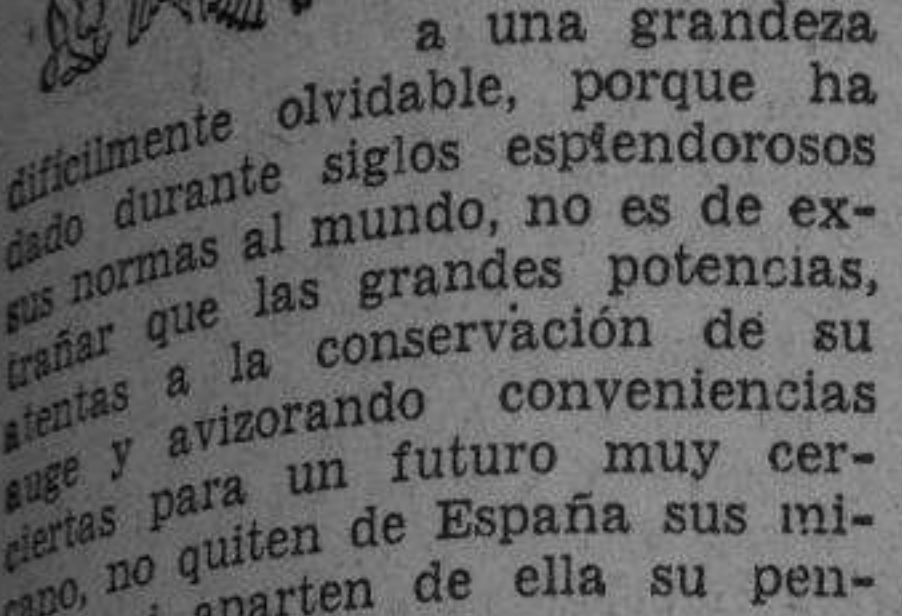 a una grandeza
dificilmente olvidable, porque ha
dado durante siglos esplendorosos
sus normas al mundo, no es de ex-
trañar que las grandes potencias,
atentas a la conservación de su
auge y avizorando conveniencias
ciertas para un futuro muy cer-
cano, no quiten de España sus mi-
aparten de ella su pen-